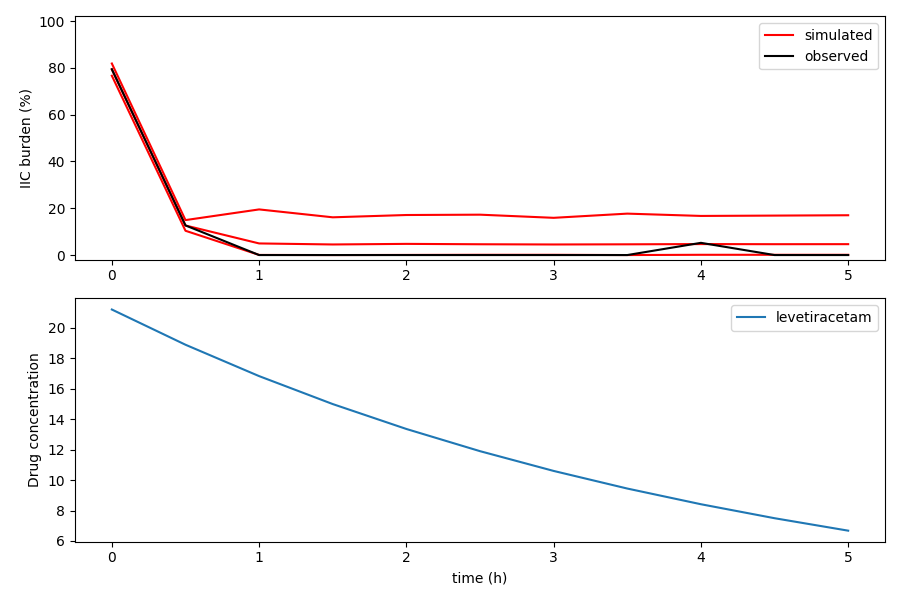 100
80
60
40
20
0
IIC burden (%)
simulated
observed
0 1 2 3 4 5
20
18
16
14
12
10
8
6
Drug concentration
levetiracetam
0 1 2 3 4 5
time (h)